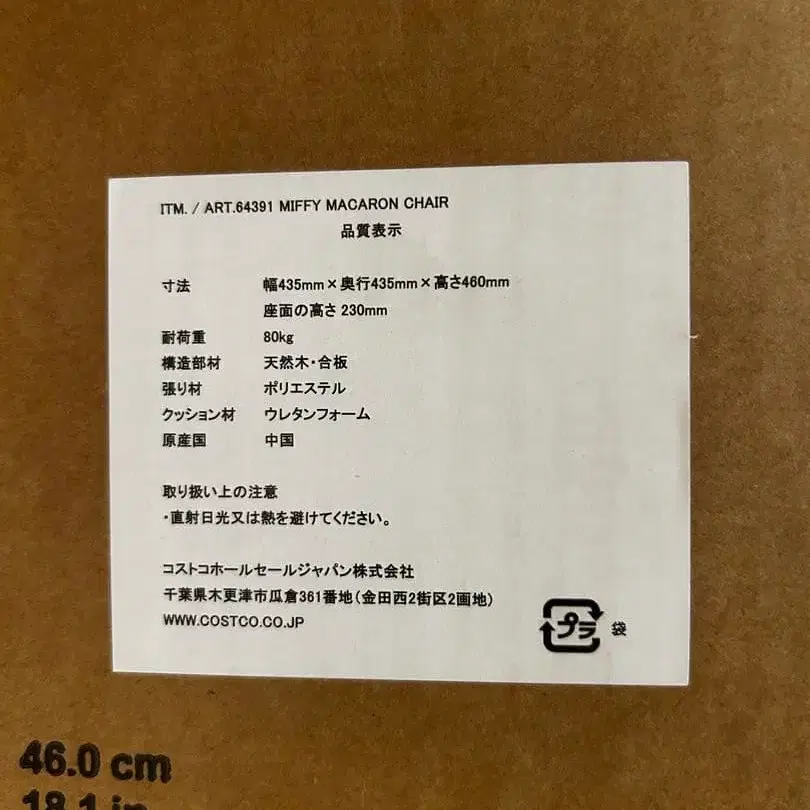 ITM. / ART.64391 MIFFY MACARON CHAIR
品質表示
寸法 幅435mm×奥行435mm×高さ460mm
座面の高さ 230mm
耐荷重 80kg
構造部材 天然木・合板
張り材 ポリエステル
クッション材 ウレタンフォーム
原産国 中国
取り扱い上の注意
・直射日光又は熱を避けてください。
コストコホールセールジャパン株式会社
千葉県木更津市瓜倉361番地(金田西2街区2画地)
WWW.COSTCO.CO.JP
プラ 袋
46.0 cm
18.1 in